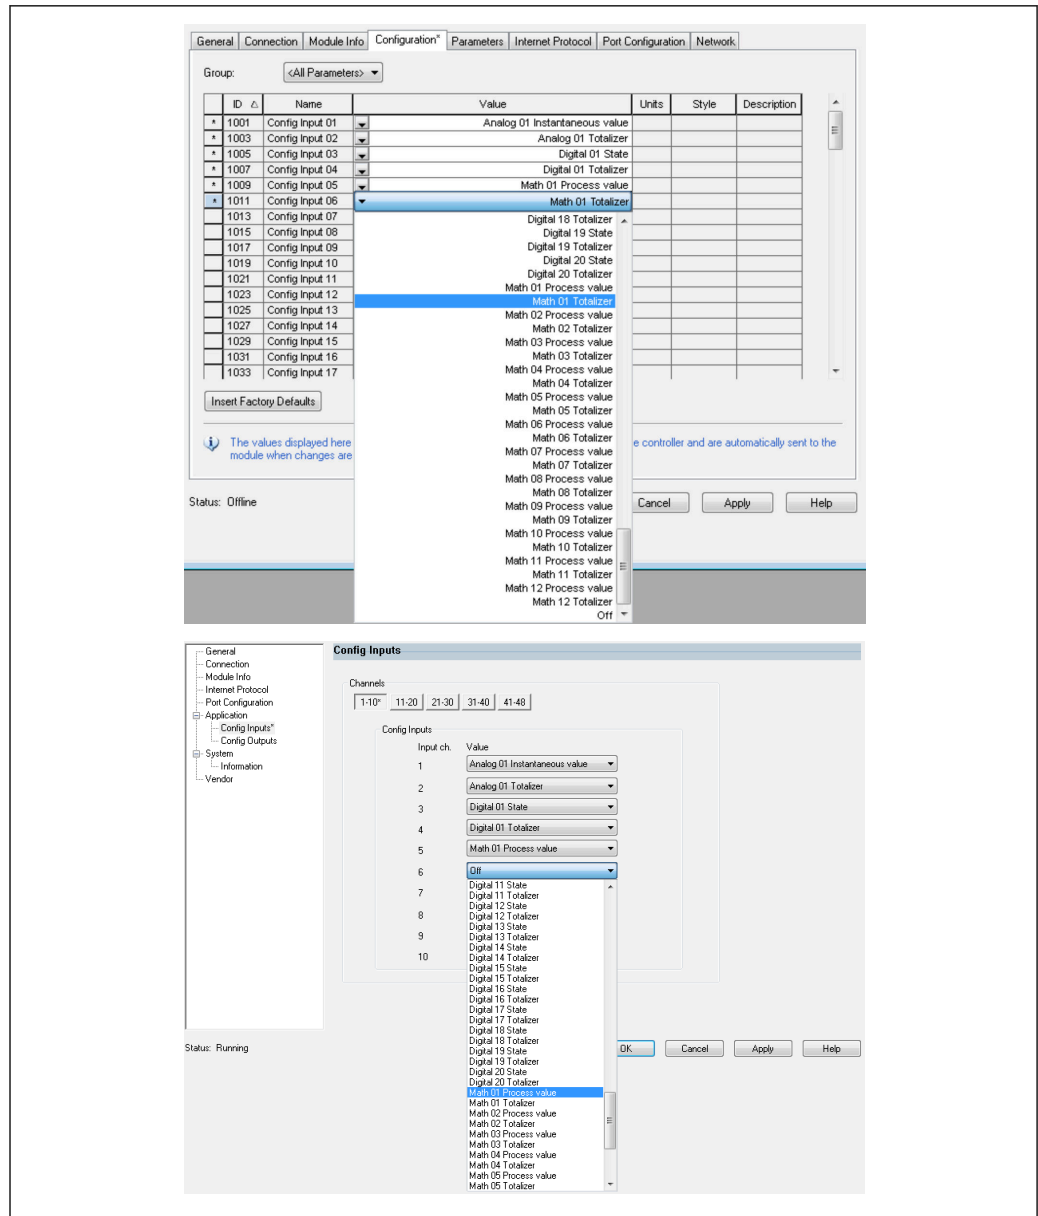 General Connection Module Info Configuration* Parameters Internet Protocol Port Configuration Network
Group: <All Parameters>
ID Name Value Units Style Description
* 1001 Config Input 01 Analog 01 Instantaneous value
* 1003 Config Input 02 Analog 01 Totalizer
* 1005 Config Input 03 Digital 01 State
* 1007 Config Input 04 Digital 01 Totalizer
* 1009 Config Input 05 Math 01 Process value
* 1011 Config Input 06 Math 01 Totalizer
1013 Config Input 07
1015 Config Input 08
1017 Config Input 09
1019 Config Input 10
1021 Config Input 11
1023 Config Input 12
1025 Config Input 13
1027 Config Input 14
1029 Config Input 15
1031 Config Input 16
1033 Config Input 17
Digital 18 Totalizer
Digital 19 State
Digital 19 Totalizer
Digital 20 State
Digital 20 Totalizer
Math 01 Process value
Math 01 Totalizer
Math 02 Process value
Math 02 Totalizer
Math 03 Process value
Math 03 Totalizer
Math 04 Process value
Math 04 Totalizer
Math 05 Process value
Math 05 Totalizer
Math 06 Process value
Math 06 Totalizer
Math 07 Process value
Math 07 Totalizer
Math 08 Process value
Math 08 Totalizer
Math 09 Process value
Math 09 Totalizer
Math 10 Process value
Math 10 Totalizer
Math 11 Process value
Math 11 Totalizer
Math 12 Process value
Math 12 Totalizer
Off
Insert Factory Defaults
The values displayed here e controller and are automatically sent to the
module when changes are
Status: Offline
Cancel Apply Help
General
Connection
Module Info
Internet Protocol
Port Configuration
Application
Config Inputs*
Config Outputs
System
Information
Vendor
Config Inputs
Channels
1-10* 11-20 21-30 31-40 41-48
Config Inputs
Input ch. Value
1 Analog 01 Instantaneous value
2 Analog 01 Totalizer
3 Digital 01 State
4 Digital 01 Totalizer
5 Math 01 Process value
6 Off
7
8
9
10
Digital 11 State
Digital 11 Totalizer
Digital 12 State
Digital 12 Totalizer
Digital 13 State
Digital 13 Totalizer
Digital 14 State
Digital 14 Totalizer
Digital 15 State
Digital 15 Totalizer
Digital 16 State
Digital 16 Totalizer
Digital 17 State
Digital 17 Totalizer
Digital 18 State
Digital 18 Totalizer
Digital 19 State
Digital 19 Totalizer
Digital 20 State
Digital 20 Totalizer
Math 01 Process value
Math 01 Totalizer
Math 02 Process value
Math 02 Totalizer
Math 03 Process value
Math 03 Totalizer
Math 04 Process value
Math 04 Totalizer
Math 05 Process value
Math 05 Totalizer
Status: Running
OK Cancel Apply Help